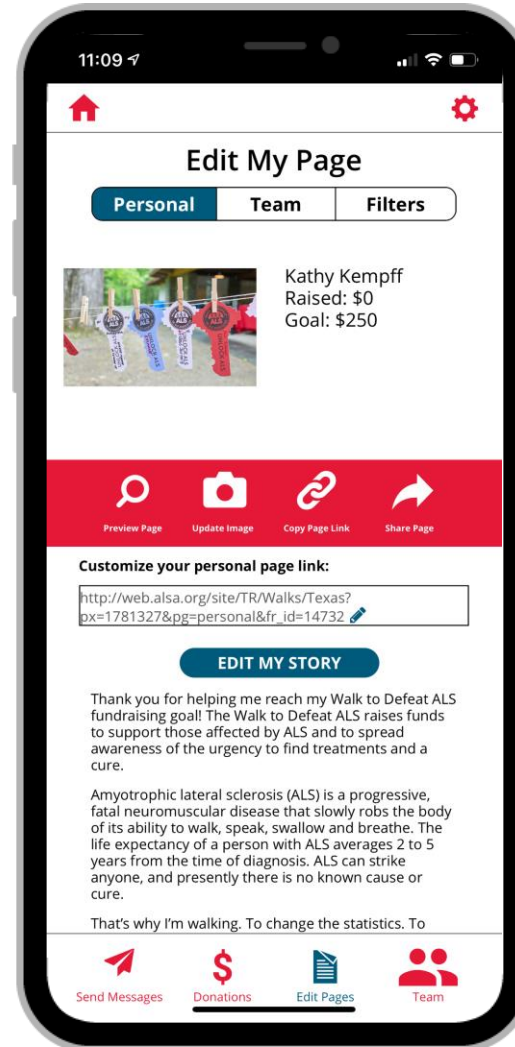 11:09
Edit My Page
Personal
Team
Filters
Kathy Kempff
Raised: $0
Goal: $250
ALS
ALS
ALS
ALS
UNLOCK ALS
Preview Page
Update Image
Copy Page Link
Share Page
Customize your personal page link:
http://web.alsa.org/site/TR/Walks/Texas?
px=1781327&pg=personal&fr_id=14732
EDIT MY STORY
Thank you for helping me reach my Walk to Defeat ALS
fundraising goal! The Walk to Defeat ALS raises funds
to support those affected by ALS and to spread
awareness of the urgency to find treatments and a
cure.
Amyotrophic lateral sclerosis (ALS) is a progressive,
fatal neuromuscular disease that slowly robs the body
of its ability to walk, speak, swallow and breathe. The
life expectancy of a person with ALS averages 2 to 5
years from the time of diagnosis. ALS can strike
anyone, and presently there is no known cause or
cure.
That’s why I’m walking. To change the statistics. To
Send Messages
Donations
Edit Pages
Team